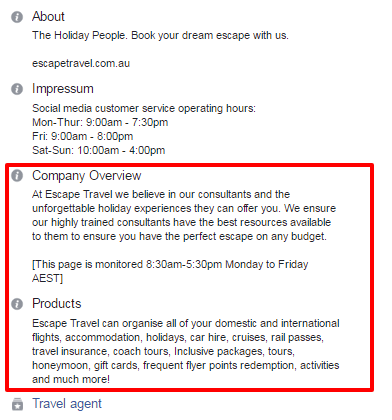 About
The Holiday People. Book your dream escape with us.
escapetravel.com.au
Impressum
Social media customer service operating hours:
Mon-Thur: 9:00am - 7:30pm
Fri: 9:00am - 8:00pm
Sat-Sun: 10:00am - 4:00pm
Company Overview
At Escape Travel we believe in our consultants and the
unforgettable holiday experiences they can offer you. We ensure
our highly trained consultants have the best resources available
to them to ensure you have the perfect escape on any budget.
[This page is monitored 8:30am-5:30pm Monday to Friday
AEST]
Products
Escape Travel can organise all of your domestic and international
flights, accommodation, holidays, car hire, cruises, rail passes,
travel insurance, coach tours, Inclusive packages, tours,
honeymoon, gift cards, frequent flyer points redemption, activities
and much more!
Travel agent